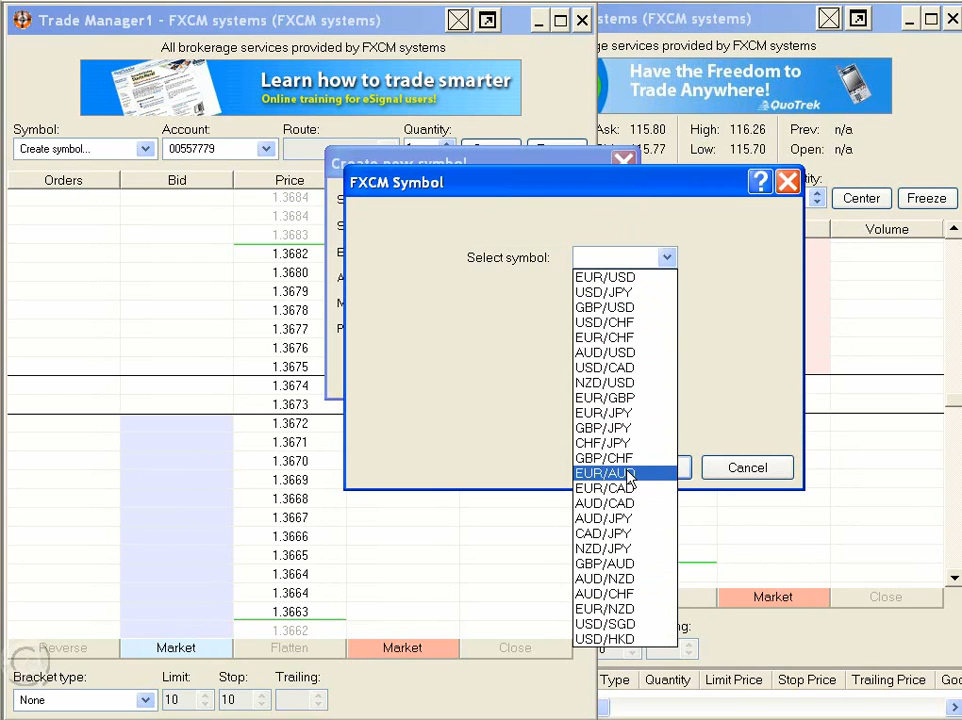 Trade Manager1 - FXCM systems (FXCM systems)
stems (FXCM systems)
All brokerage services provided by FXCM systems
ge services provided by FXCM systems
Learn how to trade smarter
Online training for eSignal users!
Have the Freedom to
Trade Anywhere!
QuoTrek
Symbol: Account: Route: Quantity:
Create symbol... 00557779
Ask: 115.80 High: 116.26 Prev: n/a
115.77 Low: 115.70 Open: n/a
Center Freeze
Volume
Orders Bid Price
1.3684
1.3684
1.3683
1.3682
1.3680
1.3679
1.3678
1.3677
1.3676
1.3675
1.3674
1.3673
1.3672
1.3671
1.3670
1.3669
1.3668
1.3667
1.3666
1.3665
1.3664
1.3664
1.3663
1.3662
Create new symbol
FXCM Symbol
Select symbol:
EUR/USD
USD/JPY
GBP/USD
USD/CHF
EUR/CHF
AUD/USD
USD/CAD
NZD/USD
EUR/GBP
EUR/JPY
GBP/JPY
CHF/JPY
GBP/CHF
EUR/AUD
EUR/CAD
AUD/CAD
AUD/JPY
CAD/JPY
NZD/JPY
GBP/AUD
AUD/NZD
AUD/CHF
EUR/NZD
USD/SGD
USD/HKD
Cancel
Market Close
Reverse Market Flatten Market Close
Bracket type: Limit: Stop: Trailing:
None 10 10
Type Quantity Limit Price Stop Price Trailing Price